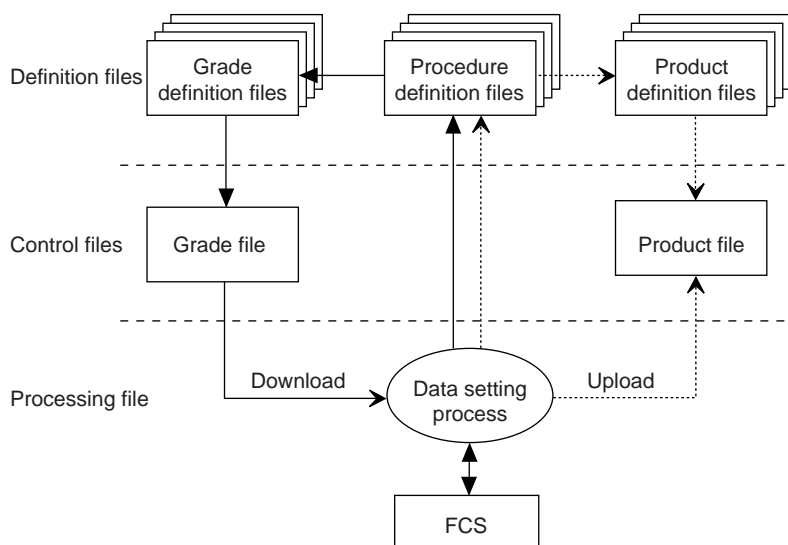 Definition files
Grade
definition files
Procedure
definition files
Product
definition files
Control files
Grade file
Product file
Processing file
Download
Data setting
process
Upload
FCS